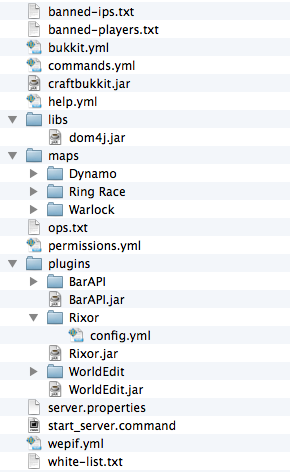 banned-ips.txt
banned-players.txt
bukkit.yml
commands.yml
craftbukkit.jar
help.yml
libs
dom4j.jar
maps
Dynamo
Ring Race
Warlock
ops.txt
permissions.yml
plugins
BarAPI
BarAPI.jar
Rixor
config.yml
Rixor.jar
WorldEdit
WorldEdit.jar
server.properties
start_server.command
wepif.yml
white-list.txt